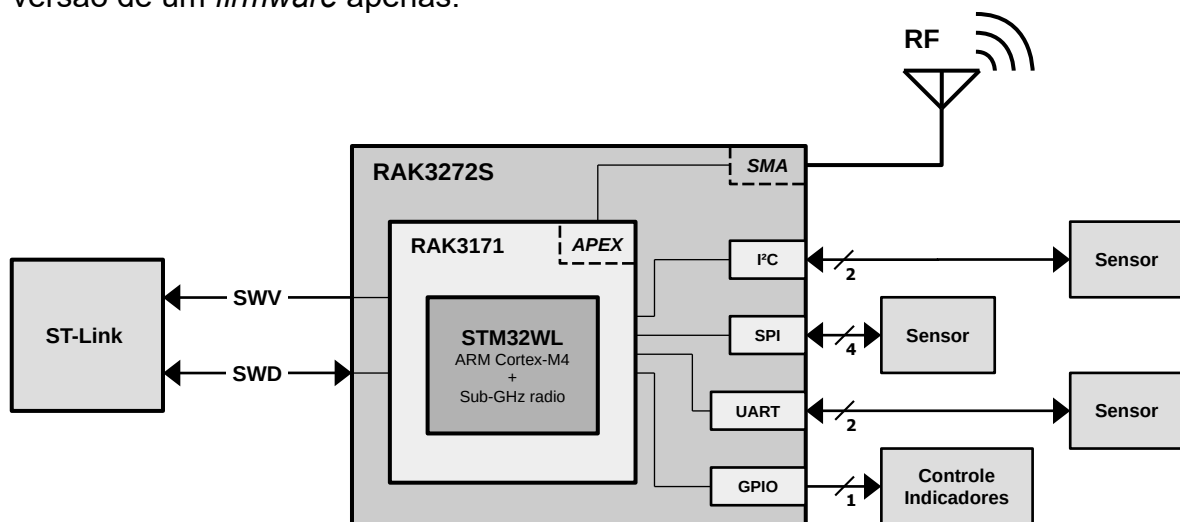 versão de um firmware apenas.
RF
RAK3272S
SMA
RAK3171
APEX
I²C
2
Sensor
SWV
ST-Link
STM32WL
ARM Cortex-M4
+
Sub-GHz radio
SPI
4
Sensor
SWD
UART
2
Sensor
GPIO
1
Controle
Indicadores